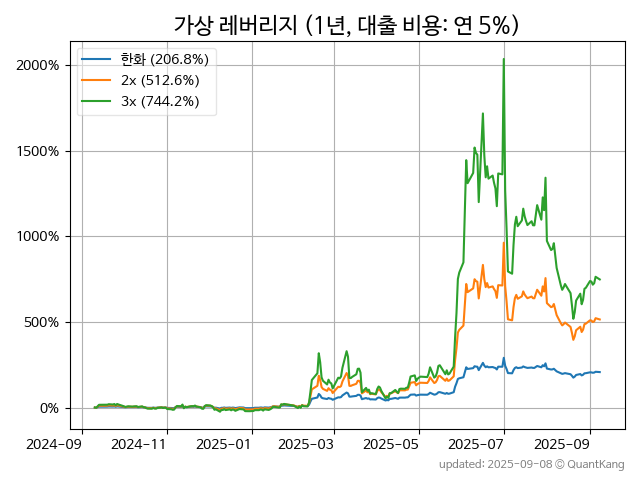 가상 레버리지 (1년, 대출 비용: 연 5%)
한화 (206.8%)
2x (512.6%)
3x (744.2%)
2000%
1500%
1000%
500%
0%
2024-09 2024-11 2025-01 2025-03 2025-05 2025-07 2025-09
updated: 2025-09-08 © QuantKang